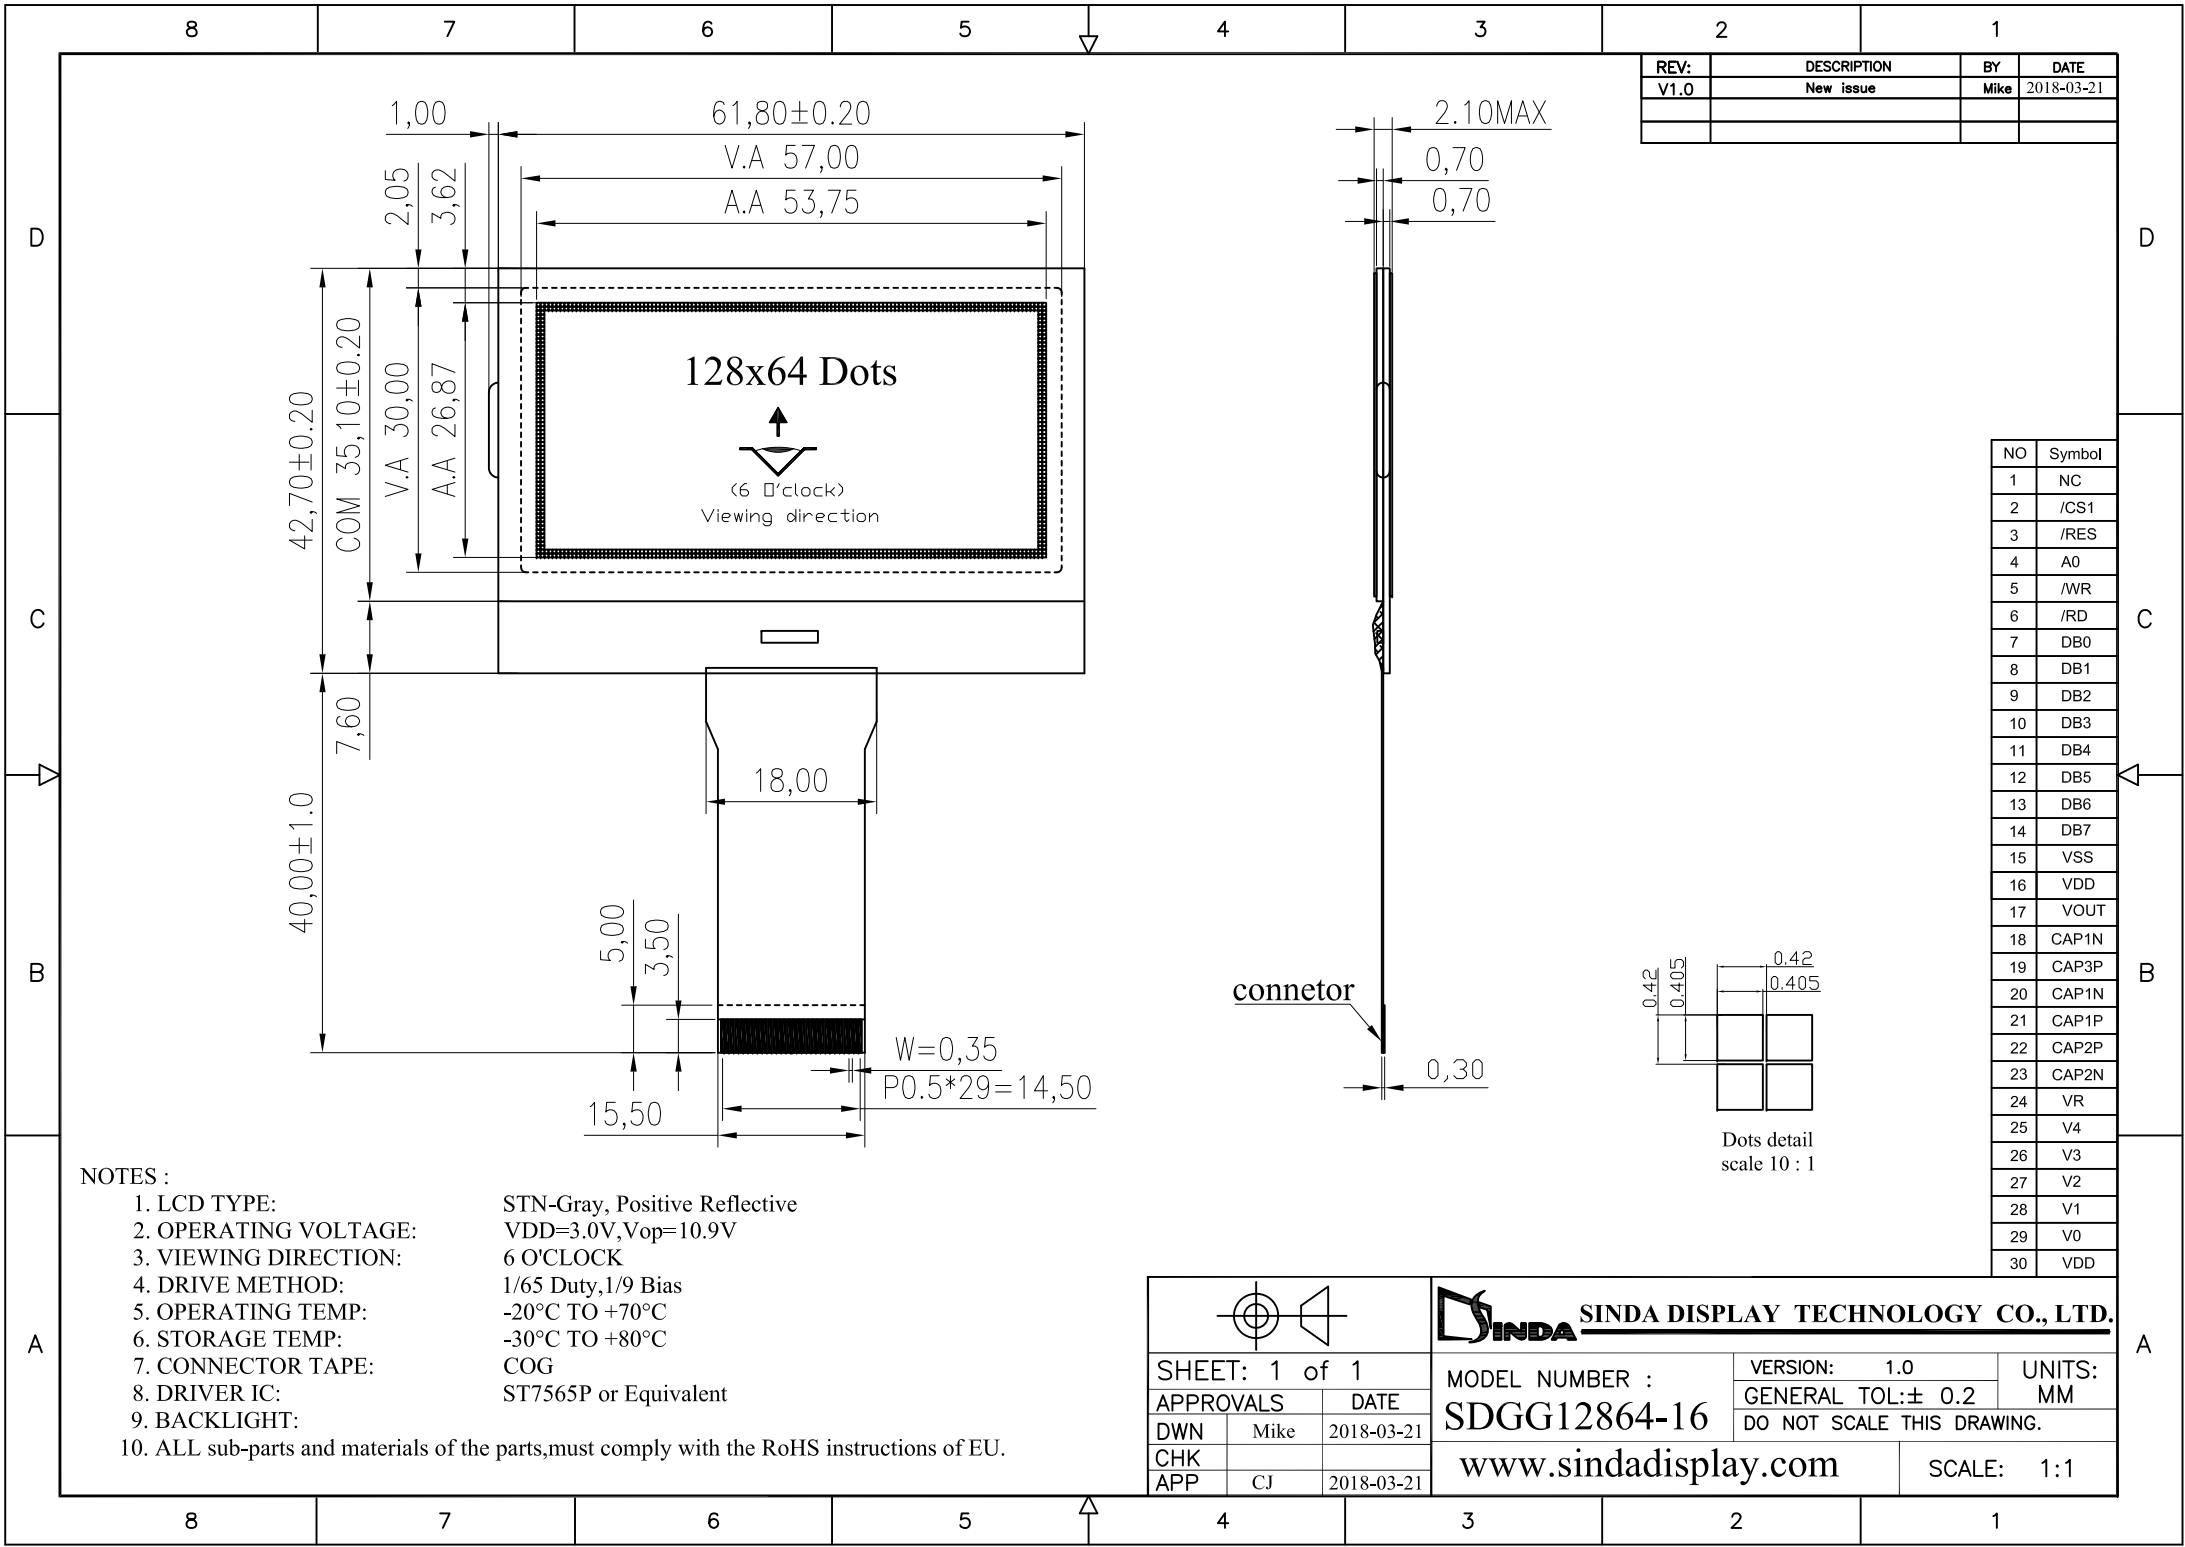 8 7 6 5 4 3 2 1
REV: DESCRIPTION BY DATE
V1.0 New issue Mike 2018-03-21
1,00
61,80±0.20
V.A 57,00
A.A 53,75
2,05
3,62
2.10MAX
0,70
0,70
D
D
42,70±0.20
COM 35,10±0.20
V.A 30,00
A.A 26,87
128x64 Dots
(6 O'clock)
Viewing direction
C
C
7,60
40,00±1.0
18,00
5,00
3,50
W=0,35
P0.5*29=14,50
15,50
connetor
0,30
B
B
0.42
0.405
0.42
0.405
Dots detail
scale 10 : 1
NO Symbol
1 NC
2 /CS1
3 /RES
4 A0
5 /WR
6 /RD
7 DB0
8 DB1
9 DB2
10 DB3
11 DB4
12 DB5
13 DB6
14 DB7
15 VSS
16 VDD
17 VOUT
18 CAP1N
19 CAP3P
20 CAP1N
21 CAP1P
22 CAP2P
23 CAP2N
24 VR
25 V4
26 V3
27 V2
28 V1
29 V0
30 VDD
NOTES :
1. LCD TYPE: STN-Gray, Positive Reflective
2. OPERATING VOLTAGE: VDD=3.0V,Vop=10.9V
3. VIEWING DIRECTION: 6 O'CLOCK
4. DRIVE METHOD: 1/65 Duty,1/9 Bias
5. OPERATING TEMP: -20°C TO +70°C
6. STORAGE TEMP: -30°C TO +80°C
7. CONNECTOR TAPE: COG
8. DRIVER IC: ST7565P or Equivalent
9. BACKLIGHT:
10. ALL sub-parts and materials of the parts,must comply with the RoHS instructions of EU.
A
A
SINDA SINDA DISPLAY TECHNOLOGY CO., LTD.
SHEET: 1 of 1
APPROVALS DATE
DWN Mike 2018-03-21
CHK
APP CJ 2018-03-21
MODEL NUMBER :
SDGG12864-16
VERSION: 1.0
GENERAL TOL:± 0.2
UNITS:
MM
DO NOT SCALE THIS DRAWING.
www.sindadisplay.com
SCALE: 1:1
8 7 6 5 4 3 2 1